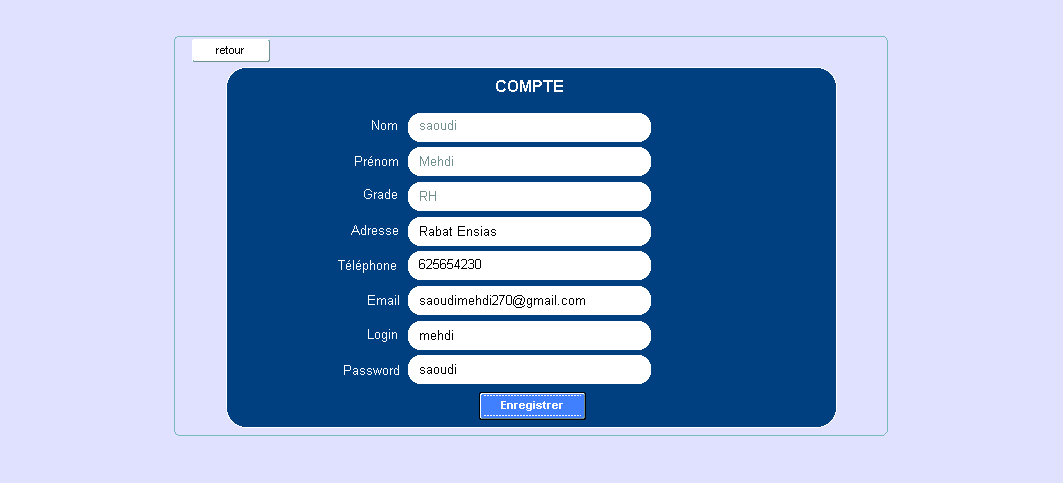 retour
COMPTE
Nom saoudi
Prénom Mehdi
Grade RH
Adresse Rabat Ensias
Téléphone 625654230
Email saoudimehdi270@gmail.com
Login mehdi
Password saoudi
Enregistrer